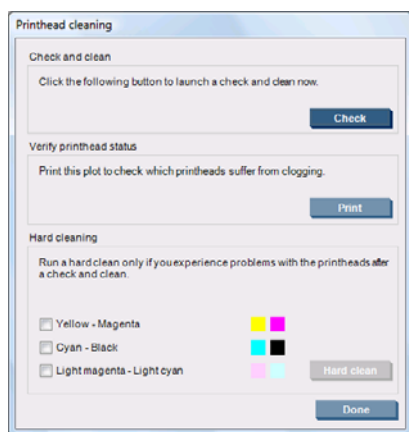 Printhead cleaning
Check and clean
Click the following button to launch a check and clean now.
Check
Verify printhead status
Print this plot to check which printheads suffer from clogging.
Print
Hard cleaning
Run a hard clean only if you experience problems with the printheads after
a check and clean.
Yellow - Magenta
Cyan - Black
Light magenta - Light cyan
Hard clean
Done